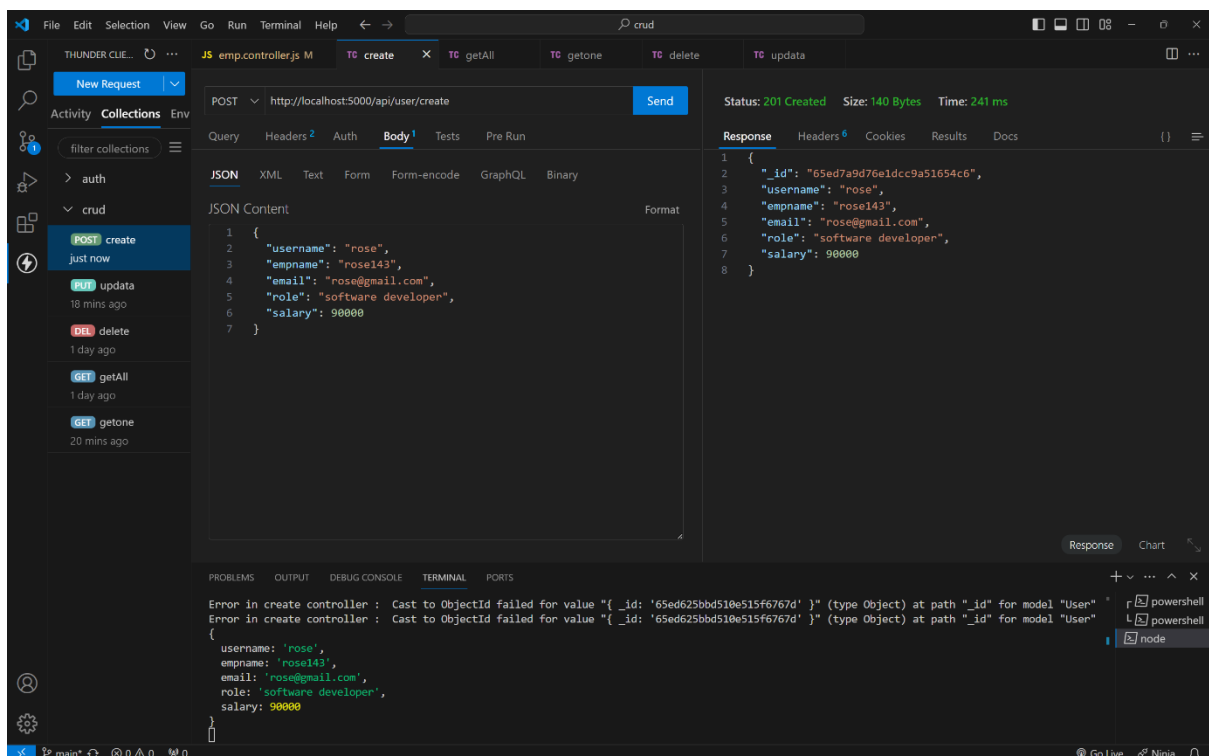 File Edit Selection View Go Run Terminal Help ← → crud
THUNDER CLIE... ···
JS emp.controller.js M TC create × TC getAll TC getone TC delete TC updata
New Request
Activity Collections Env
filter collections
auth
crud
POST create
just now
PUT updata
18 mins ago
DEL delete
1 day ago
GET getAll
1 day ago
GET getone
20 mins ago
POST http://localhost:5000/api/user/create Send
Query Headers 2 Auth Body 1 Tests Pre Run
JSON XML Text Form Form-encode GraphQL Binary
JSON Content Format
1 {
2 "username": "rose",
3 "empname": "rose143",
4 "email": "rose@gmail.com",
5 "role": "software developer",
6 "salary": 90000
7 }
Status: 201 Created Size: 140 Bytes Time: 241 ms
Response Headers 6 Cookies Results Docs {}
1 {
2 "_id": "65ed7a9d76e1dcc9a51654c6",
3 "username": "rose",
4 "empname": "rose143",
5 "email": "rose@gmail.com",
6 "role": "software developer",
7 "salary": 90000
8 }
Response Chart
PROBLEMS OUTPUT DEBUG CONSOLE TERMINAL PORTS
Error in create controller : Cast to ObjectId failed for value "{ _id: '65ed625bbd510e515f6767d' }" (type Object) at path "_id" for model "User"
Error in create controller : Cast to ObjectId failed for value "{ _id: '65ed625bbd510e515f6767d' }" (type Object) at path "_id" for model "User"
{
username: 'rose',
empname: 'rose143',
email: 'rose@gmail.com',
role: 'software developer',
salary: 90000
}
powershell
powershell
node
main* 0 0 0 Go Live Ninja